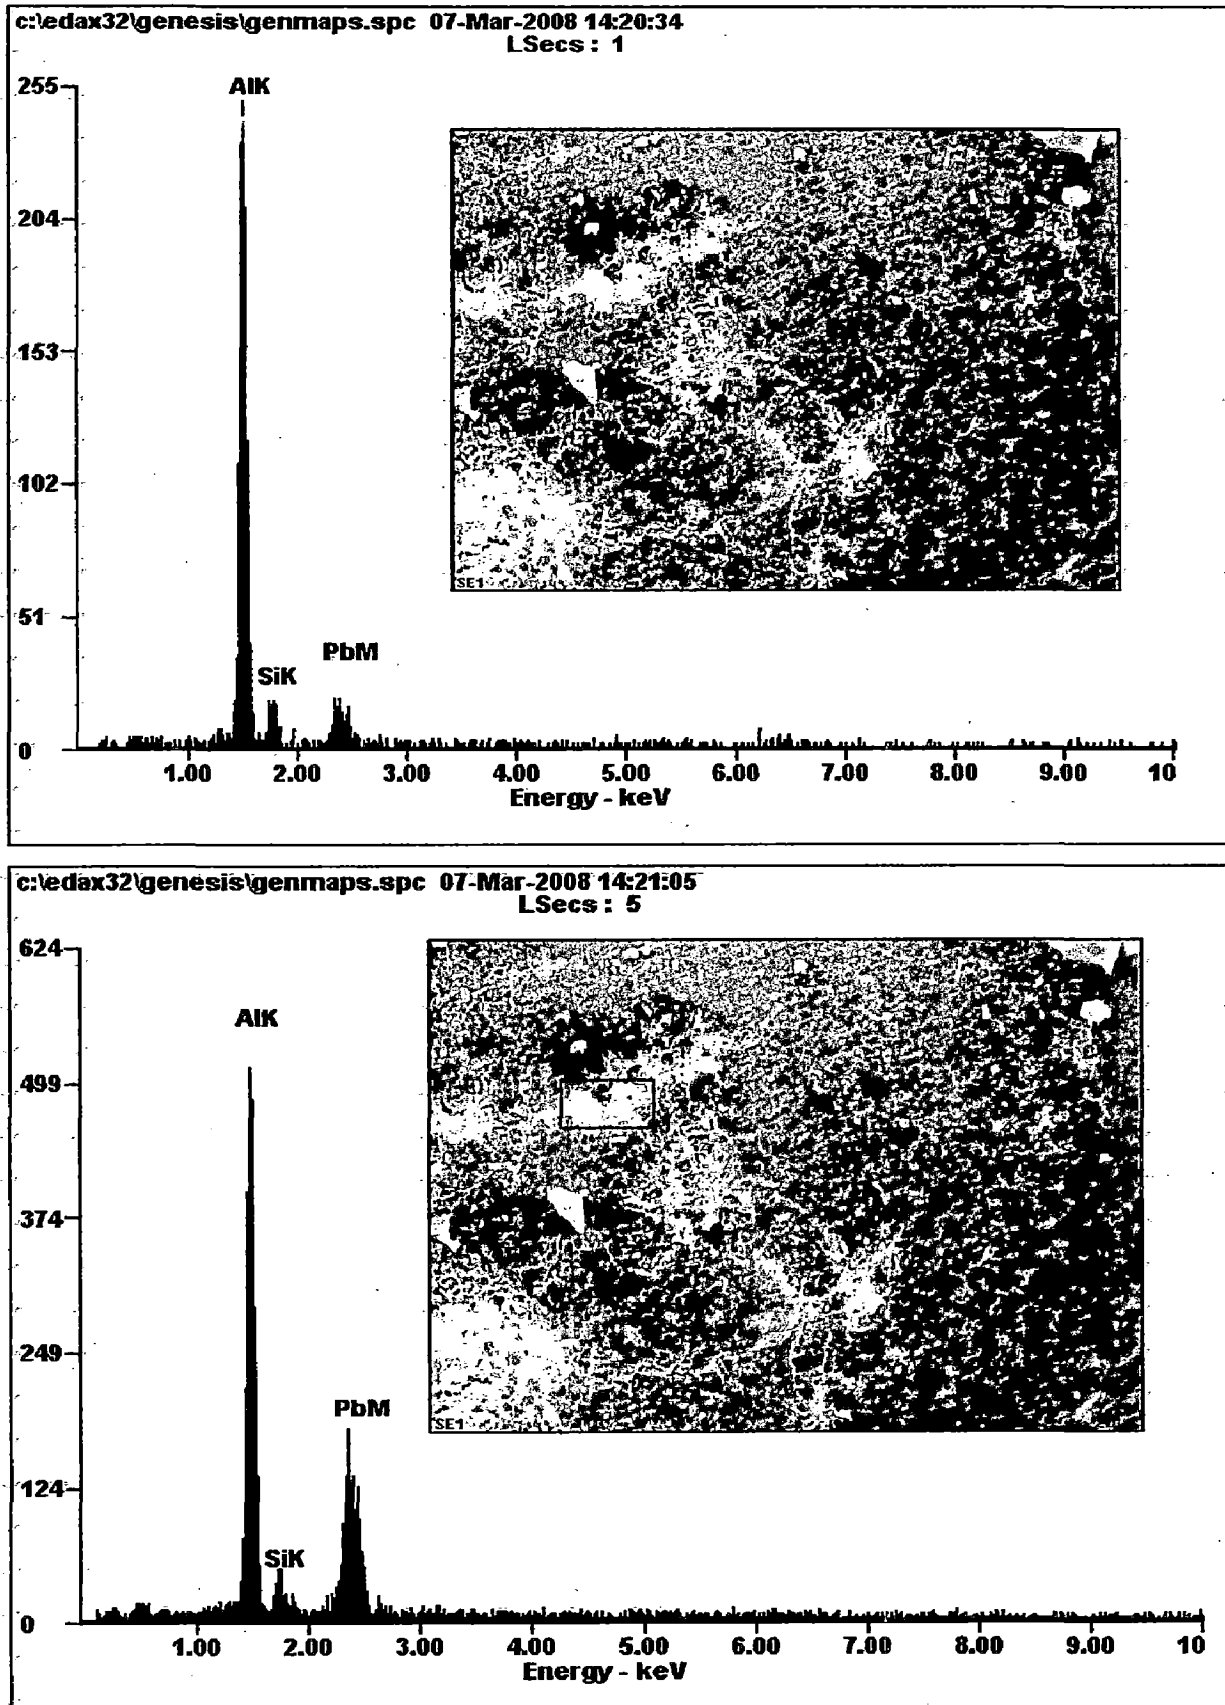 c:\edax32\genesis\genmaps.spc 07-Mar-2008 14:20:34
LSecs : 1
255
AlK
204
153
102
51
PbM
SiK
0
1.00 2.00 3.00 4.00 5.00 6.00 7.00 8.00 9.00 10
Energy - keV
SE1
c:\edax32\genesis\genmaps.spc 07-Mar-2008 14:21:05
LSecs : 5
624
AlK
499
374
249
PbM
124
SiK
0
1.00 2.00 3.00 4.00 5.00 6.00 7.00 8.00 9.00 10
Energy - keV
SE1